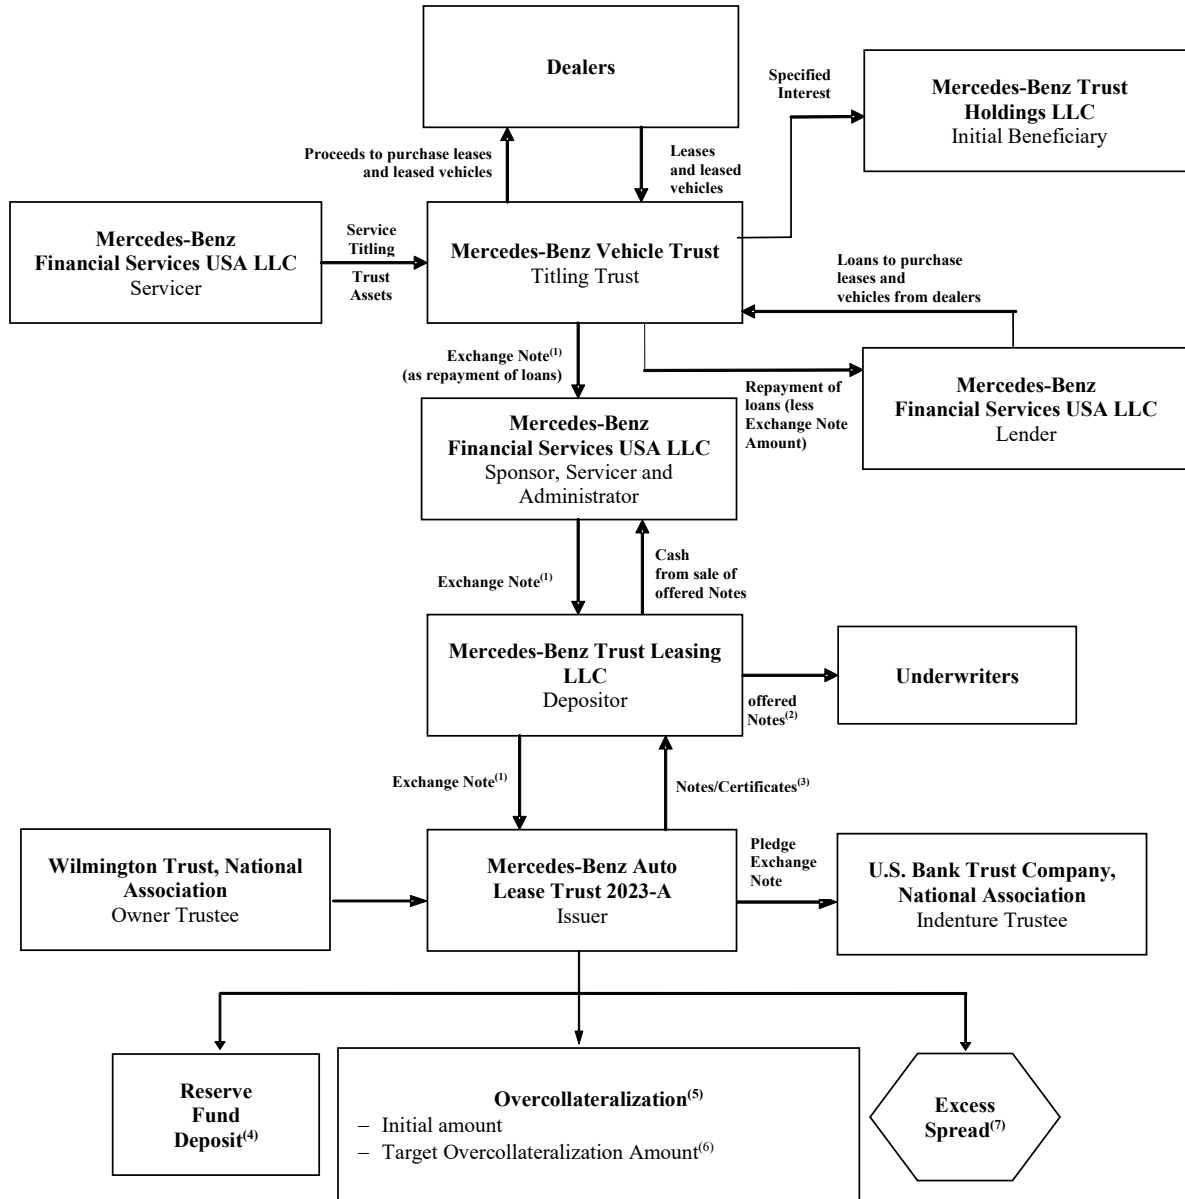 Dealers
Specified
Interest
Mercedes-Benz Trust
Holdings LLC
Initial Beneficiary
Proceeds to purchase leases
and leased vehicles
Leases
and leased
vehicles
Mercedes-Benz
Financial Services USA LLC
Servicer
Service
Titling
Trust
Assets
Mercedes-Benz Vehicle Trust
Titling Trust
Loans to purchase
leases and
vehicles from dealers
Exchange Note(1)
(as repayment of loans)
Repayment of
loans (less
Exchange Note
Amount)
Mercedes-Benz
Financial Services USA LLC
Lender
Mercedes-Benz
Financial Services USA LLC
Sponsor, Servicer and
Administrator
Exchange Note(1)
Cash
from sale of
offered Notes
Mercedes-Benz Trust Leasing
LLC
Depositor
offered
Notes(2)
Underwriters
Exchange Note(1)
Notes/Certificates(3)
Wilmington Trust, National
Association
Owner Trustee
Mercedes-Benz Auto
Lease Trust 2023-A
Issuer
Pledge
Exchange
Note
U.S. Bank Trust Company,
National Association
Indenture Trustee
Reserve
Fund
Deposit(4)
Overcollateralization(5)
– Initial amount
– Target Overcollateralization Amount(6)
Excess
Spread(7)